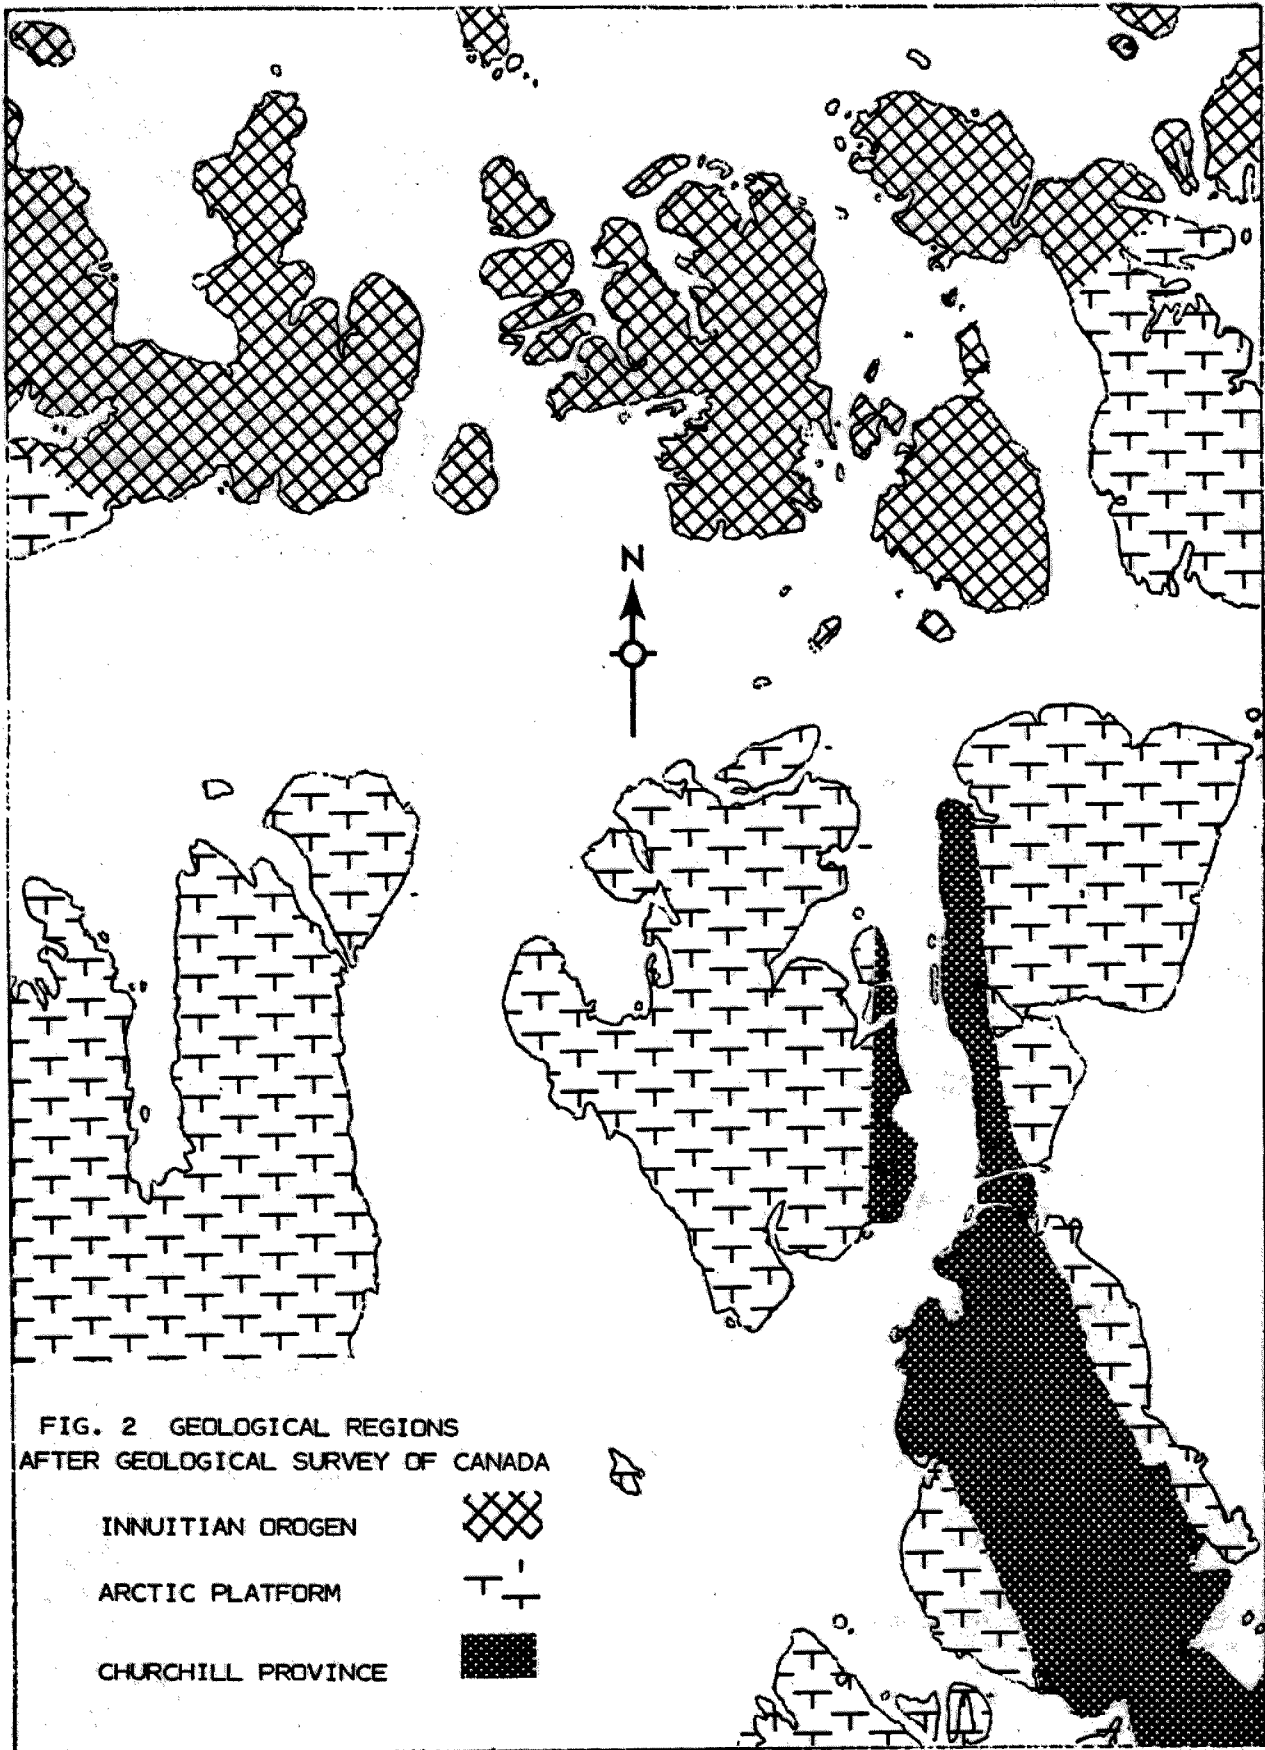 N
FIG. 2 GEOLOGICAL REGIONS
AFTER GEOLOGICAL SURVEY OF CANADA
INNUITIAN OROGEN
ARCTIC PLATFORM
CHURCHILL PROVINCE